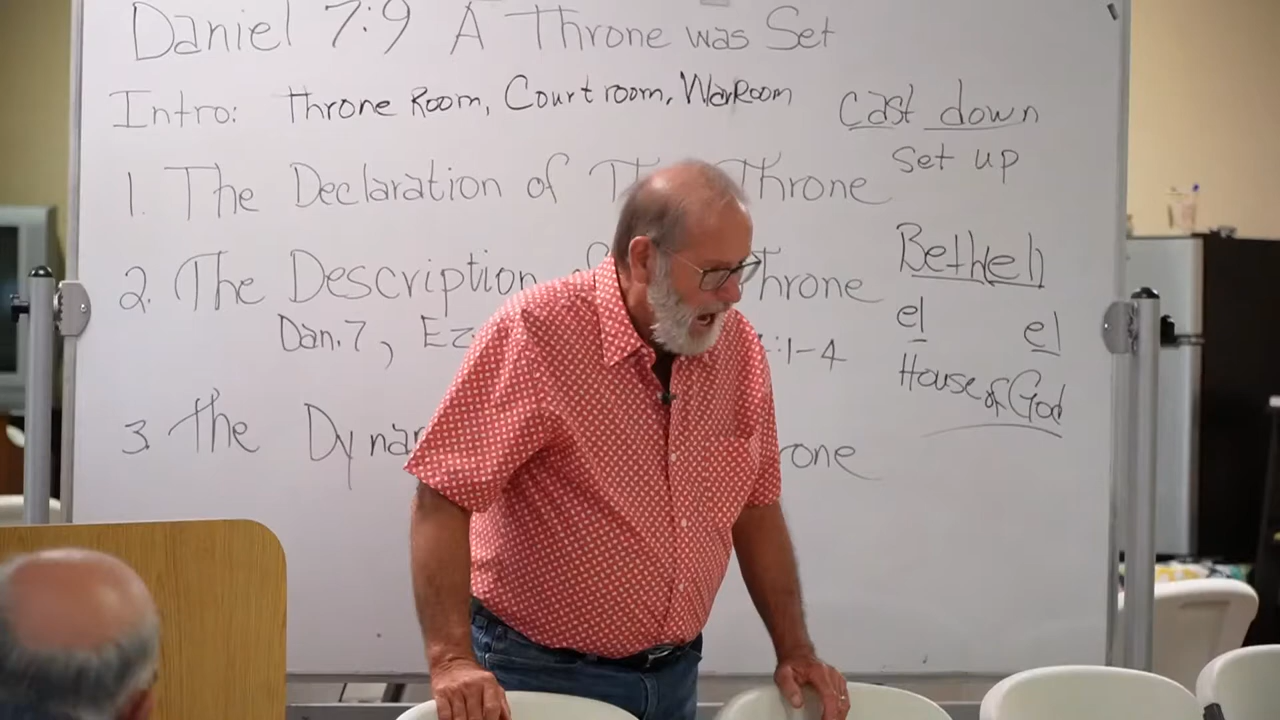 Daniel 7:9 A Throne was Set
Intro: Throne Room, Courtroom, WarRoom
cast down
set up
1. The Declaration of Throne
2. The Description Throne
Dan. 7, :1-4
3. The
Bethel
el el
House of God